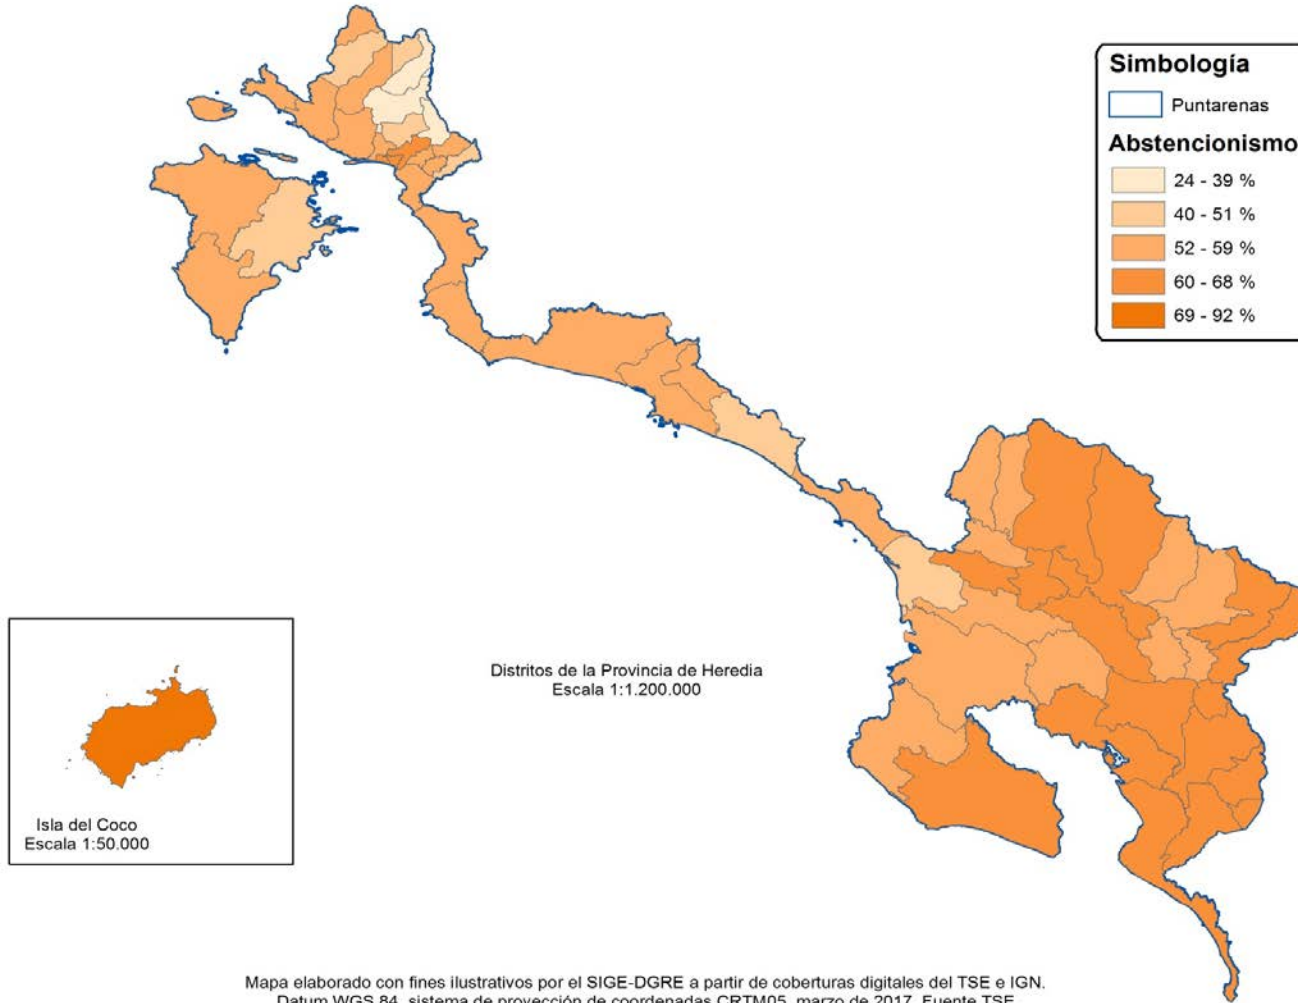 Simbología
Puntarenas
Abstencionismo
24 - 39 %
40 - 51 %
52 - 59 %
60 - 68 %
69 - 92 %
Distritos de la Provincia de Heredia
Escala 1:1.200.000
Isla del Coco
Escala 1:50.000
Mapa elaborado con fines ilustrativos por el SIGE-DGRE a partir de coberturas digitales del TSE e IGN.
Datum WGS 84, sistema de proyección de coordenadas CRTM05, marzo de 2017. Fuente TSE